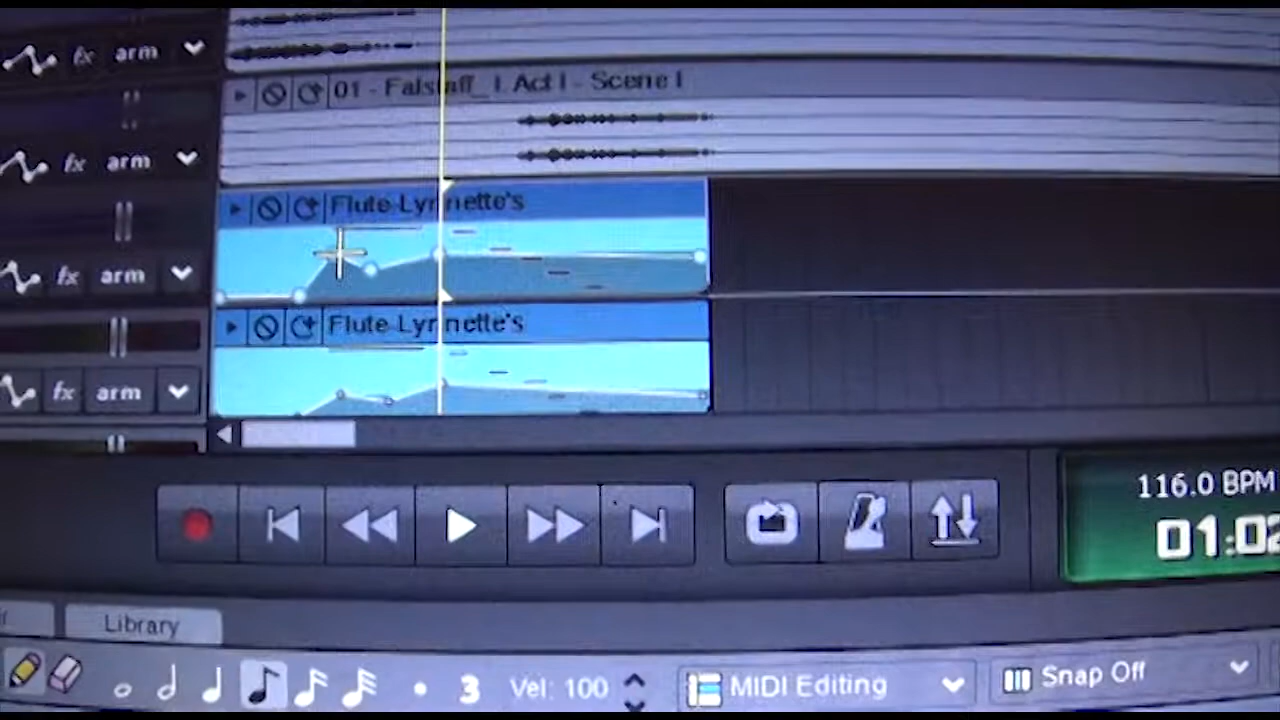 fx arm
01 - Falstaff_ I. Act I - Scene I
fx arm
Flute Lynnette's
fx arm
Flute Lynnette's
fx arm
116.0 BPM
01:02
Library
3 Vel: 100 MIDI Editing Snap Off